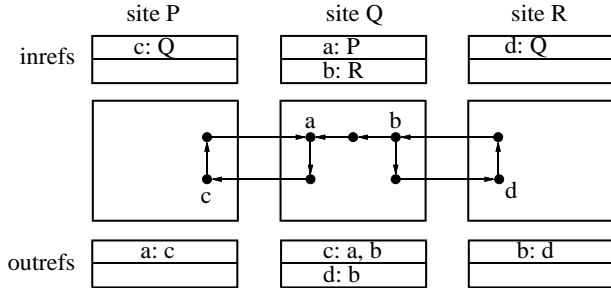 site P site Q site R
inrefs c: Q a: P d: Q
b: R
a b
c d
outrefs a: c c: a, b b: d
d: b